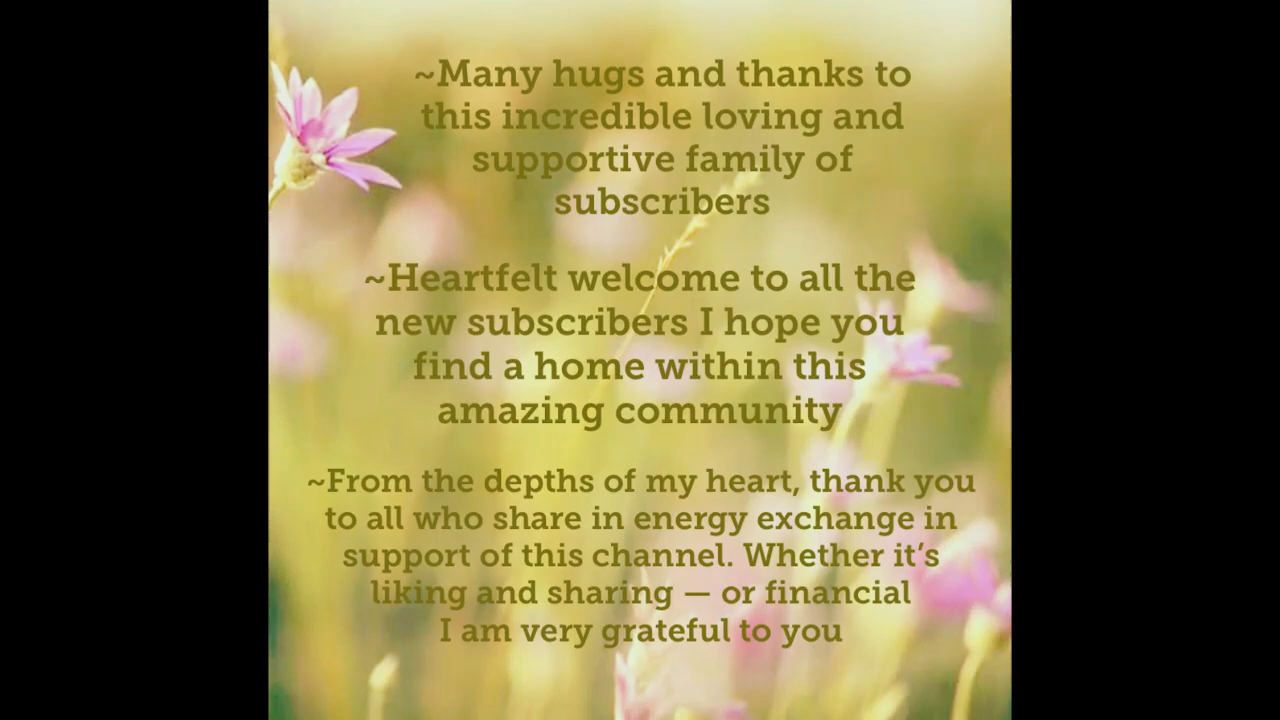 ~Many hugs and thanks to
this incredible loving and
supportive family of
subscribers
~Heartfelt welcome to all the
new subscribers I hope you
find a home within this
amazing community
~From the depths of my heart, thank you
to all who share in energy exchange in
support of this channel. Whether it’s
liking and sharing — or financial
I am very grateful to you